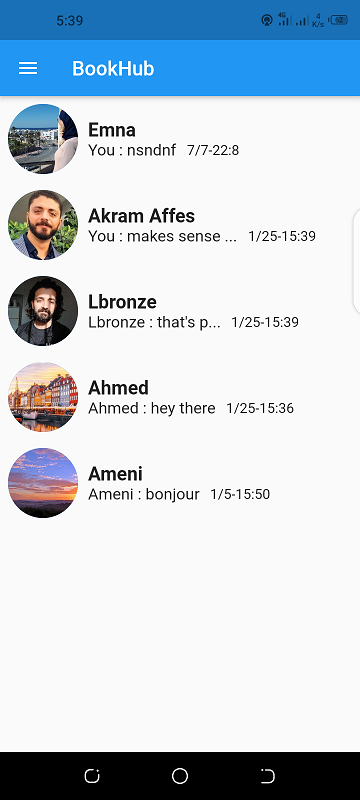 5:39
4G
4
K/s
BookHub
Emna
You : nsndnf 7/7-22:8
Akram Affes
You : makes sense ... 1/25-15:39
Lbronze
Lbronze : that's p... 1/25-15:39
Ahmed
Ahmed : hey there 1/25-15:36
Ameni
Ameni : bonjour 1/5-15:50